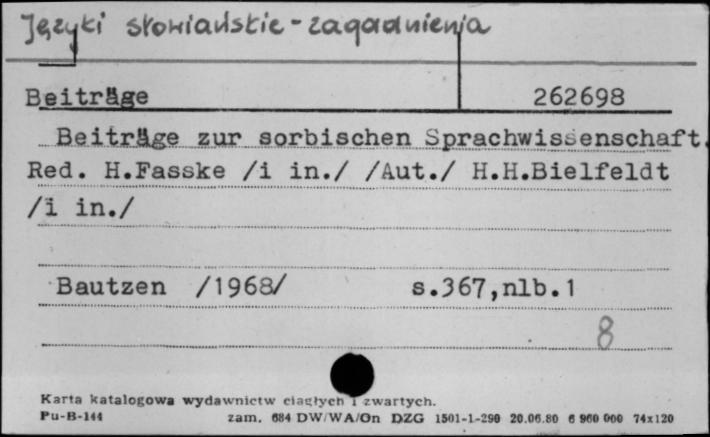 Języki słowiańskie - zagadnienia
Beiträge 262698
Beiträge zur sorbischen Sprachwissenschaft.
Red. H.Fasske /i in./ /Aut./ H.H.Bielfeldt
/i in./
Bautzen /1968/ s.367,nlb.1
8
Karta katalogowa wydawnictw ciągłych i zwartych.
Pu-B-144 zam. 684 DW/WA/On DZG 1501-1-290 20.06.80 6 960 000 74x120